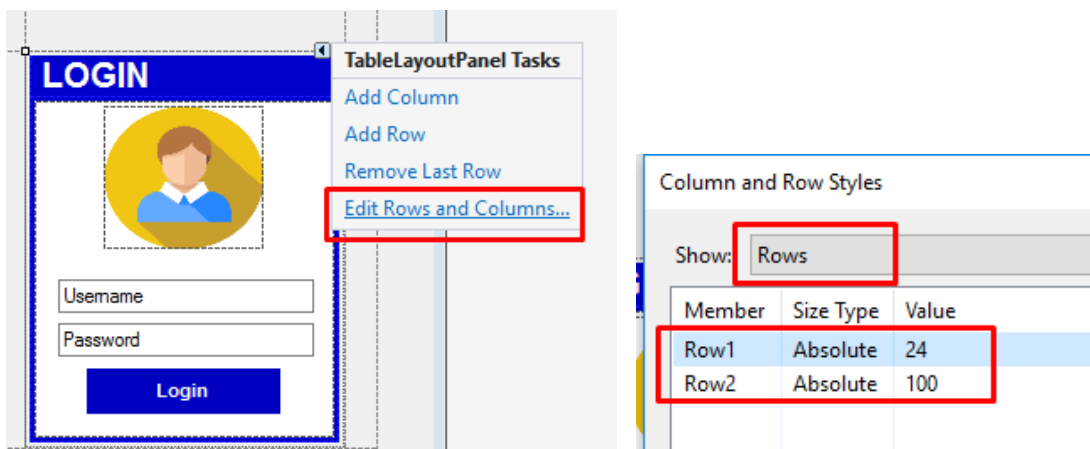 LOGIN
Username
Password
Login
TableLayoutPanel Tasks
Add Column
Add Row
Remove Last Row
Edit Rows and Columns...
Column and Row Styles
Show: Rows
Member Size Type Value
Row1 Absolute 24
Row2 Absolute 100